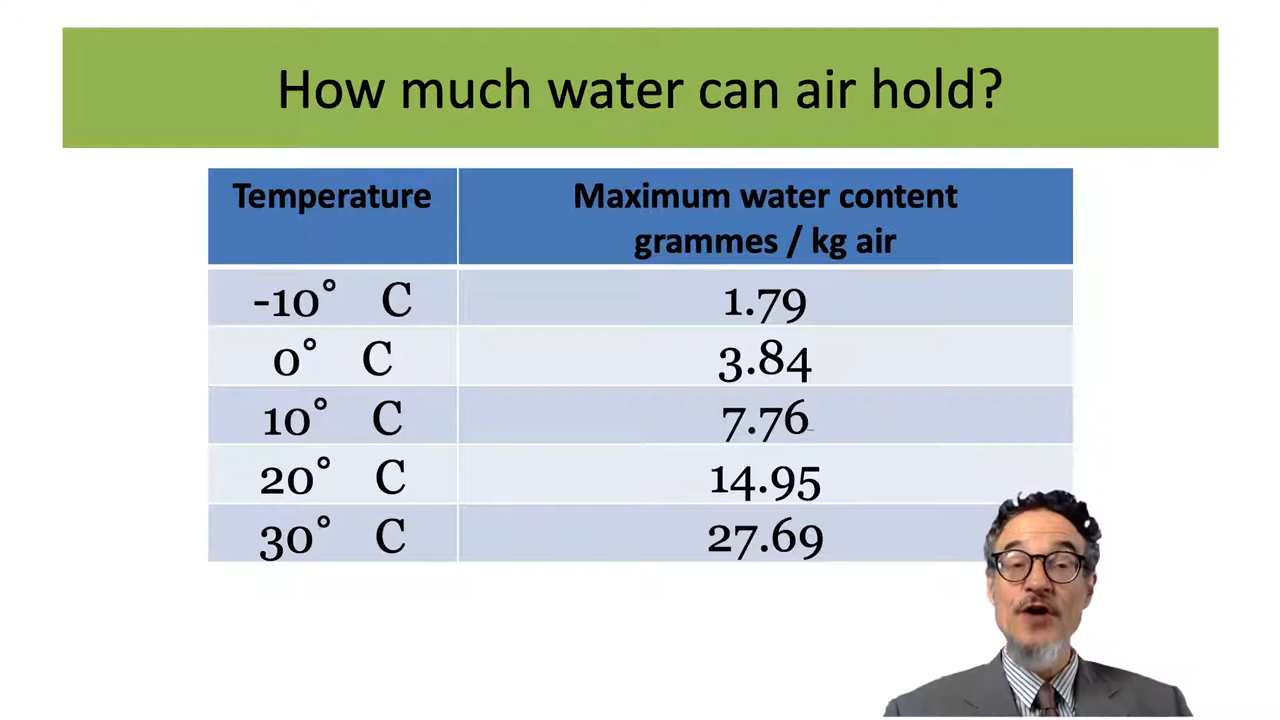 How much water can air hold?
Temperature
Maximum water content
grammes / kg air
-10° C
1.79
0° C
3.84
10° C
7.76
20° C
14.95
30° C
27.69